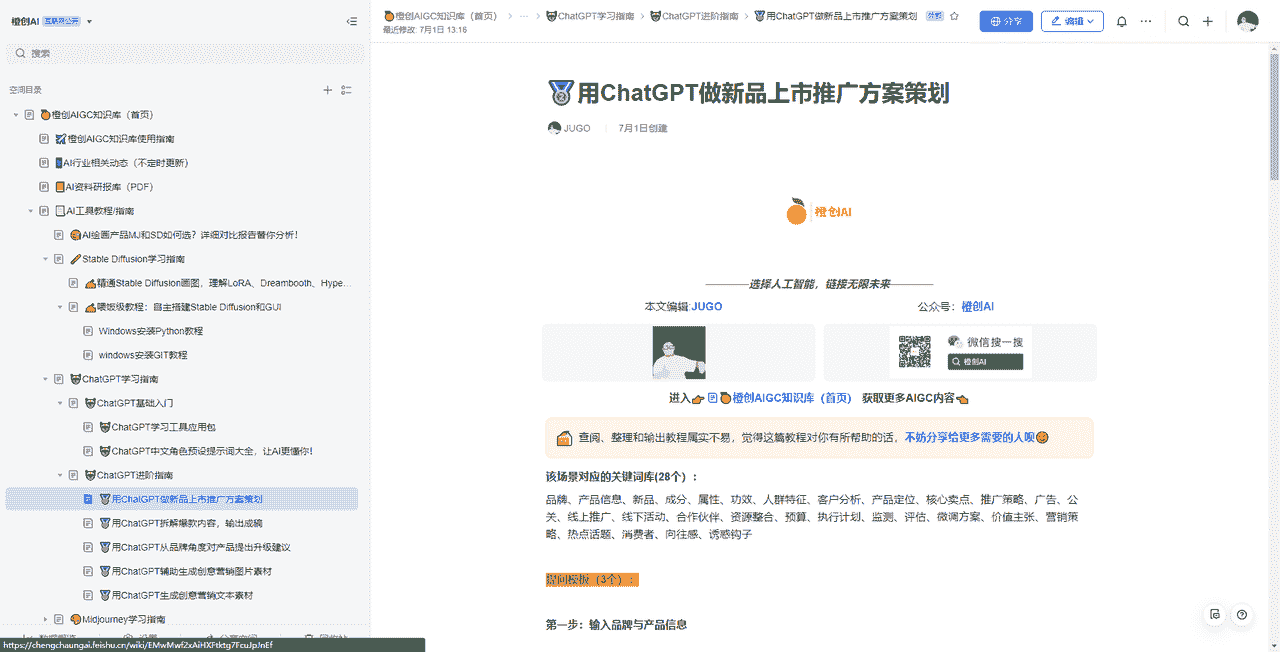 橙创AI 互联网公开
搜索
空间目录
橙创AIGC知识库（首页）
橙创AIGC知识库使用指南
AI行业相关动态（不定时更新）
AI资料研报库（PDF）
AI工具教程/指南
AI绘画产品MJ和SD如何选？详细对比报告替你分析！
Stable Diffusion学习指南
精通Stable Diffusion画图，理解LoRA、Dreambooth、Hype...
喂饭级教程：自主搭建Stable Diffusion和GUI
Windows安装Python教程
windows安装GIT教程
ChatGPT学习指南
ChatGPT基础入门
ChatGPT学习工具应用包
ChatGPT中文角色预设提示词大全，让AI更懂你！
ChatGPT进阶指南
用ChatGPT做新品上市推广方案策划
用ChatGPT拆解爆款内容，输出成稿
用ChatGPT从品牌角度对产品提出升级建议
用ChatGPT辅助生成创意营销图片素材
用ChatGPT生成创意营销文本素材
Midjourney学习指南
橙创AIGC知识库（首页） ... ChatGPT学习指南 ChatGPT进阶指南 用ChatGPT做新品上市推广方案策划 外部
最近修改: 7月1日 13:16
分享 编辑
用ChatGPT做新品上市推广方案策划
JUGO 7月1日创建
橙创AI
————选择人工智能，链接无限未来————
本文编辑:JUGO
公众号：橙创AI
微信搜一搜
橙创AI
进入 橙创AIGC知识库（首页） 获取更多AIGC内容
查阅、整理和输出教程属实不易，觉得这篇教程对你有所帮助的话，不妨分享给更多需要的人呗
该场景对应的关键词库(28个）：
品牌、产品信息、新品、成分、属性、功效、人群特征、客户分析、产品定位、核心卖点、推广策略、广告、公
关、线上推广、线下活动、合作伙伴、资源整合、预算、执行计划、监测、评估、微调方案、价值主张、营销策
略、热点话题、消费者、向往感、诱惑钩子
提问模板（3个）：
第一步：输入品牌与产品信息